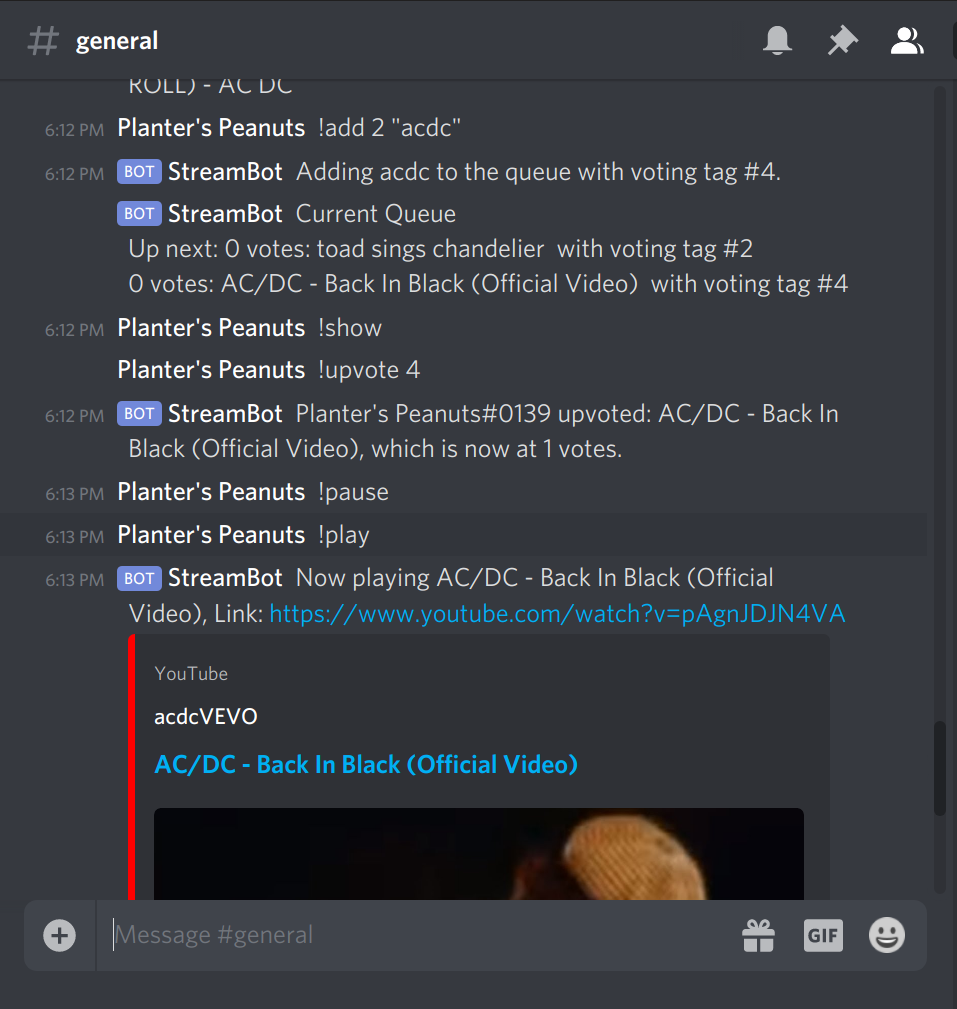 # general
ROLL) - AC DC
6:12 PM Planter's Peanuts !add 2 "acdc"
6:12 PM BOT StreamBot Adding acdc to the queue with voting tag #4.
BOT StreamBot Current Queue
Up next: 0 votes: toad sings chandelier with voting tag #2
0 votes: AC/DC - Back In Black (Official Video) with voting tag #4
6:12 PM Planter's Peanuts !show
Planter's Peanuts !upvote 4
6:12 PM BOT StreamBot Planter's Peanuts#0139 upvoted: AC/DC - Back In
Black (Official Video), which is now at 1 votes.
6:13 PM Planter's Peanuts !pause
6:13 PM Planter's Peanuts !play
6:13 PM BOT StreamBot Now playing AC/DC - Back In Black (Official
Video), Link: https://www.youtube.com/watch?v=pAgnJDJN4VA
YouTube
acdcVEVO
AC/DC - Back In Black (Official Video)
Message #general
GIF